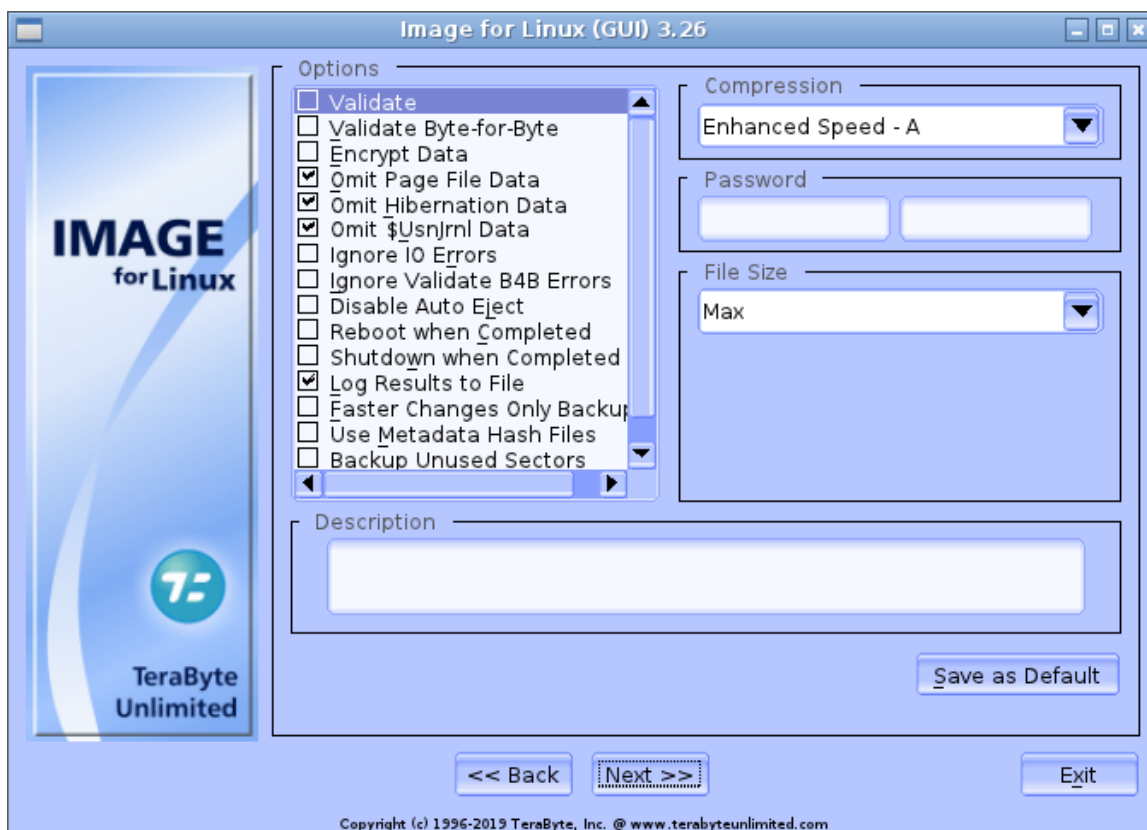 Image for Linux (GUI) 3.26
IMAGE
for Linux
TeraByte
Unlimited
Options
Validate
Validate Byte-for-Byte
Encrypt Data
Omit Page File Data
Omit Hibernation Data
Omit $UsnJrnl Data
Ignore IO Errors
Ignore Validate B4B Errors
Disable Auto Eject
Reboot when Completed
Shutdown when Completed
Log Results to File
Faster Changes Only Backup
Use Metadata Hash Files
Backup Unused Sectors
Compression
Enhanced Speed - A
Password
File Size
Max
Description
Save as Default
<< Back
Next >>
Exit
Copyright (c) 1996-2019 TeraByte, Inc. @ www.terabyteunlimited.com